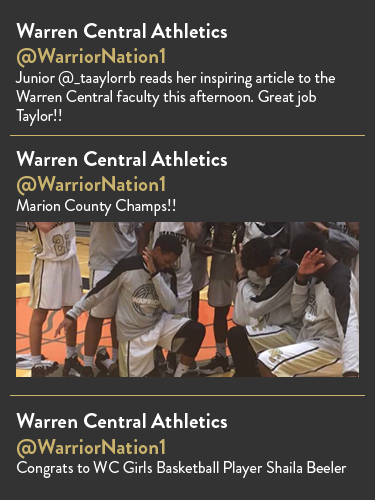 Warren Central Athletics
@WarriorNation1
Junior @_taaylorrb reads her inspiring article to the
Warren Central faculty this afternoon. Great job
Taylor!!
Warren Central Athletics
@WarriorNation1
Marion County Champs!!
Warren Central Athletics
@WarriorNation1
Congrats to WC Girls Basketball Player Shaila Beeler